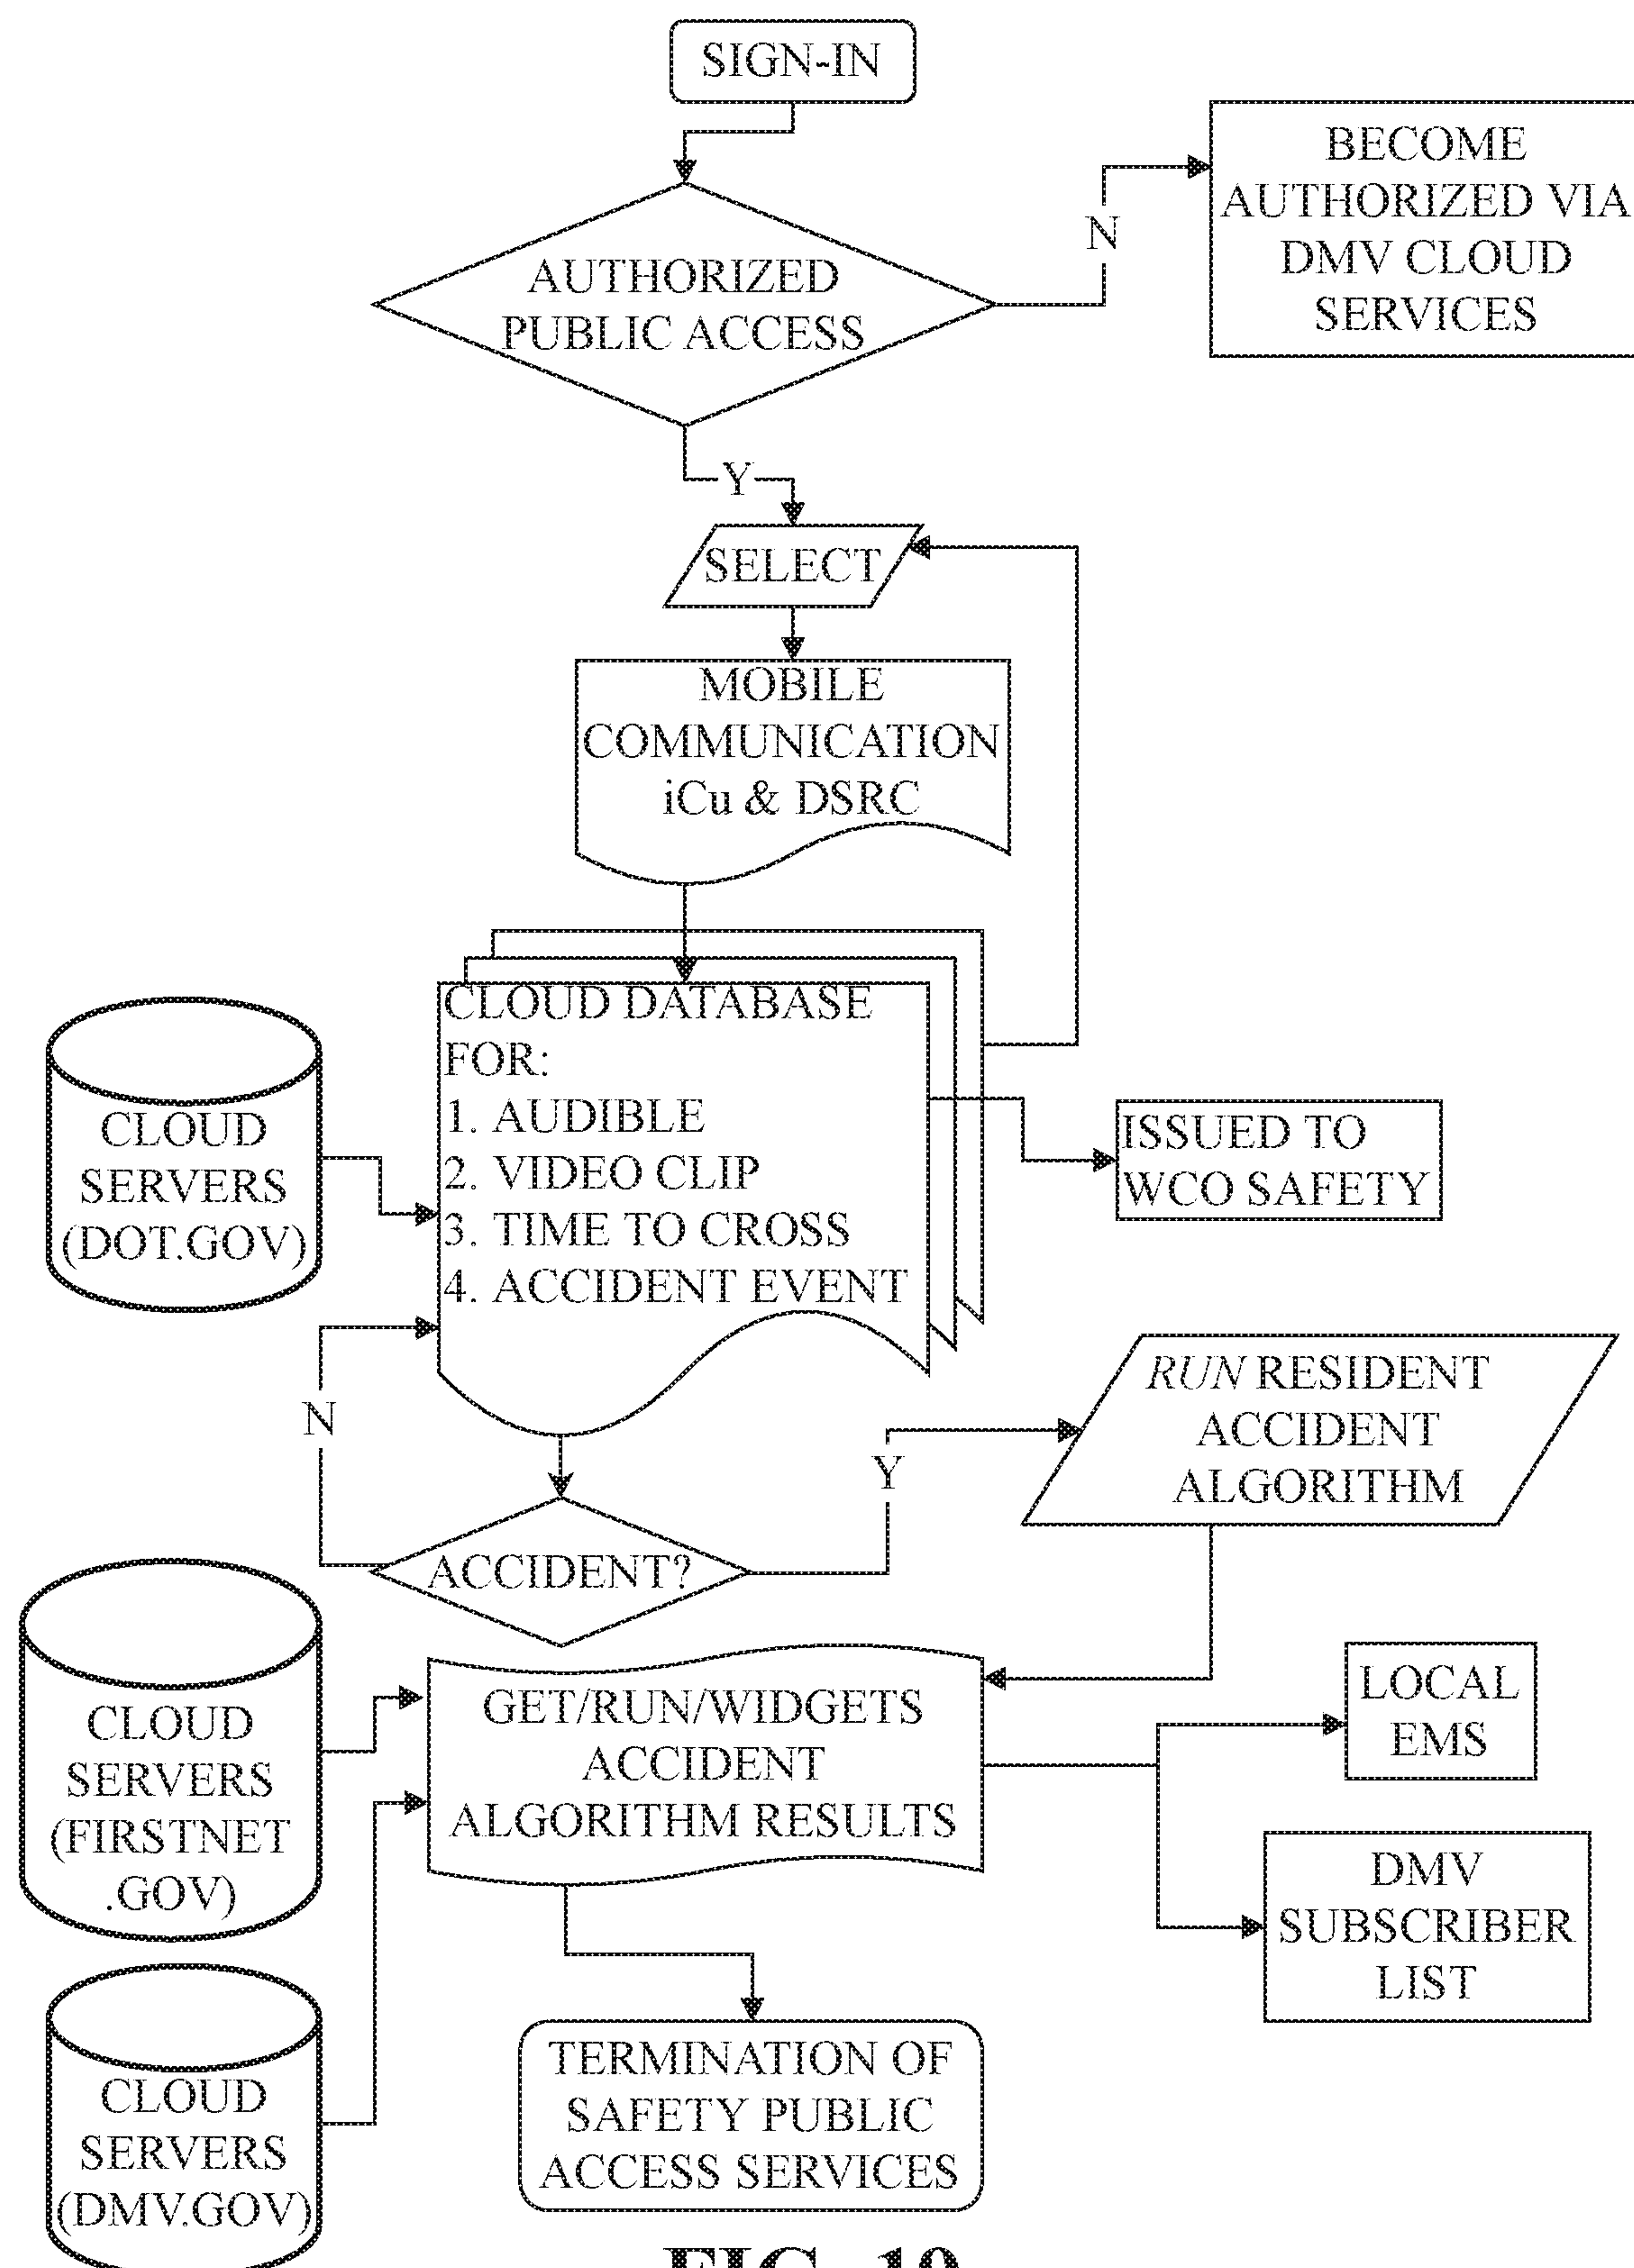 SIGN-IN
AUTHORIZED
PUBLIC ACCESS
N
BECOME
AUTHORIZED VIA
DMV CLOUD
SERVICES
Y
SELECT
MOBILE
COMMUNICATION
iCu & DSRC
CLOUD DATABASE
FOR:
1. AUDIBLE
2. VIDEO CLIP
3. TIME TO CROSS
4. ACCIDENT EVENT
CLOUD
SERVERS
(DOT.GOV)
ISSUED TO
WCO SAFETY
N
ACCIDENT?
Y
RUN RESIDENT
ACCIDENT
ALGORITHM
CLOUD
SERVERS
(FIRSTNET
.GOV)
GET/RUN/WIDGETS
ACCIDENT
ALGORITHM RESULTS
LOCAL
EMS
DMV
SUBSCRIBER
LIST
CLOUD
SERVERS
(DMV.GOV)
TERMINATION OF
SAFETY PUBLIC
ACCESS SERVICES